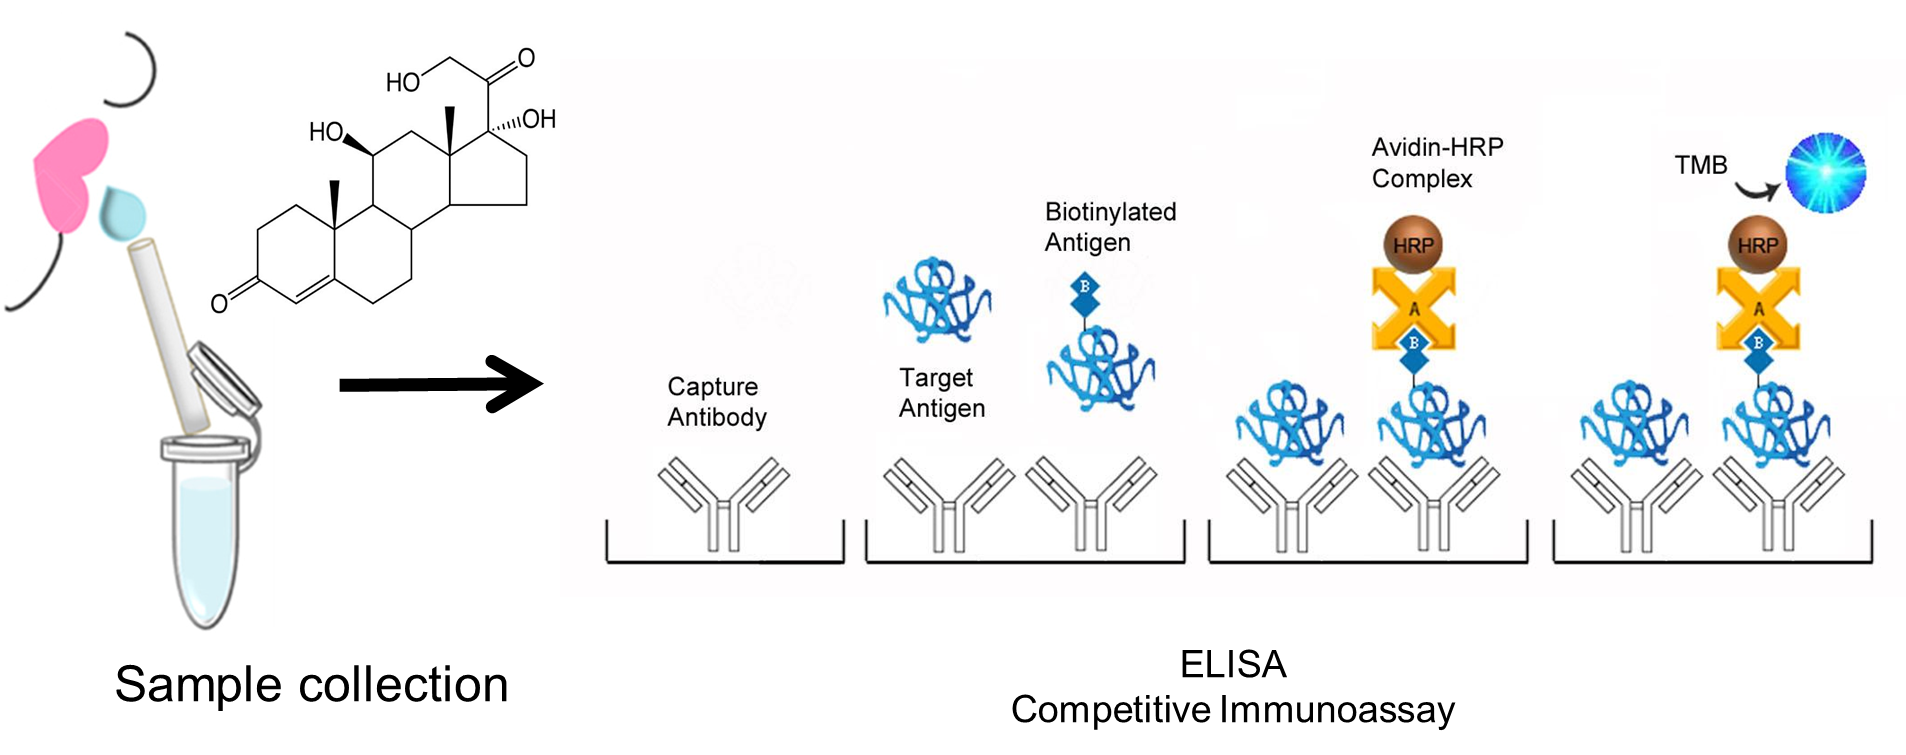 HO
O
HO
OH
O
Sample collection
Capture
Antibody
Target
Antigen
Biotinylated
Antigen
B
Avidin-HRP
Complex
HRP
A
B
TMB
HRP
A
B
ELISA
Competitive Immunoassay